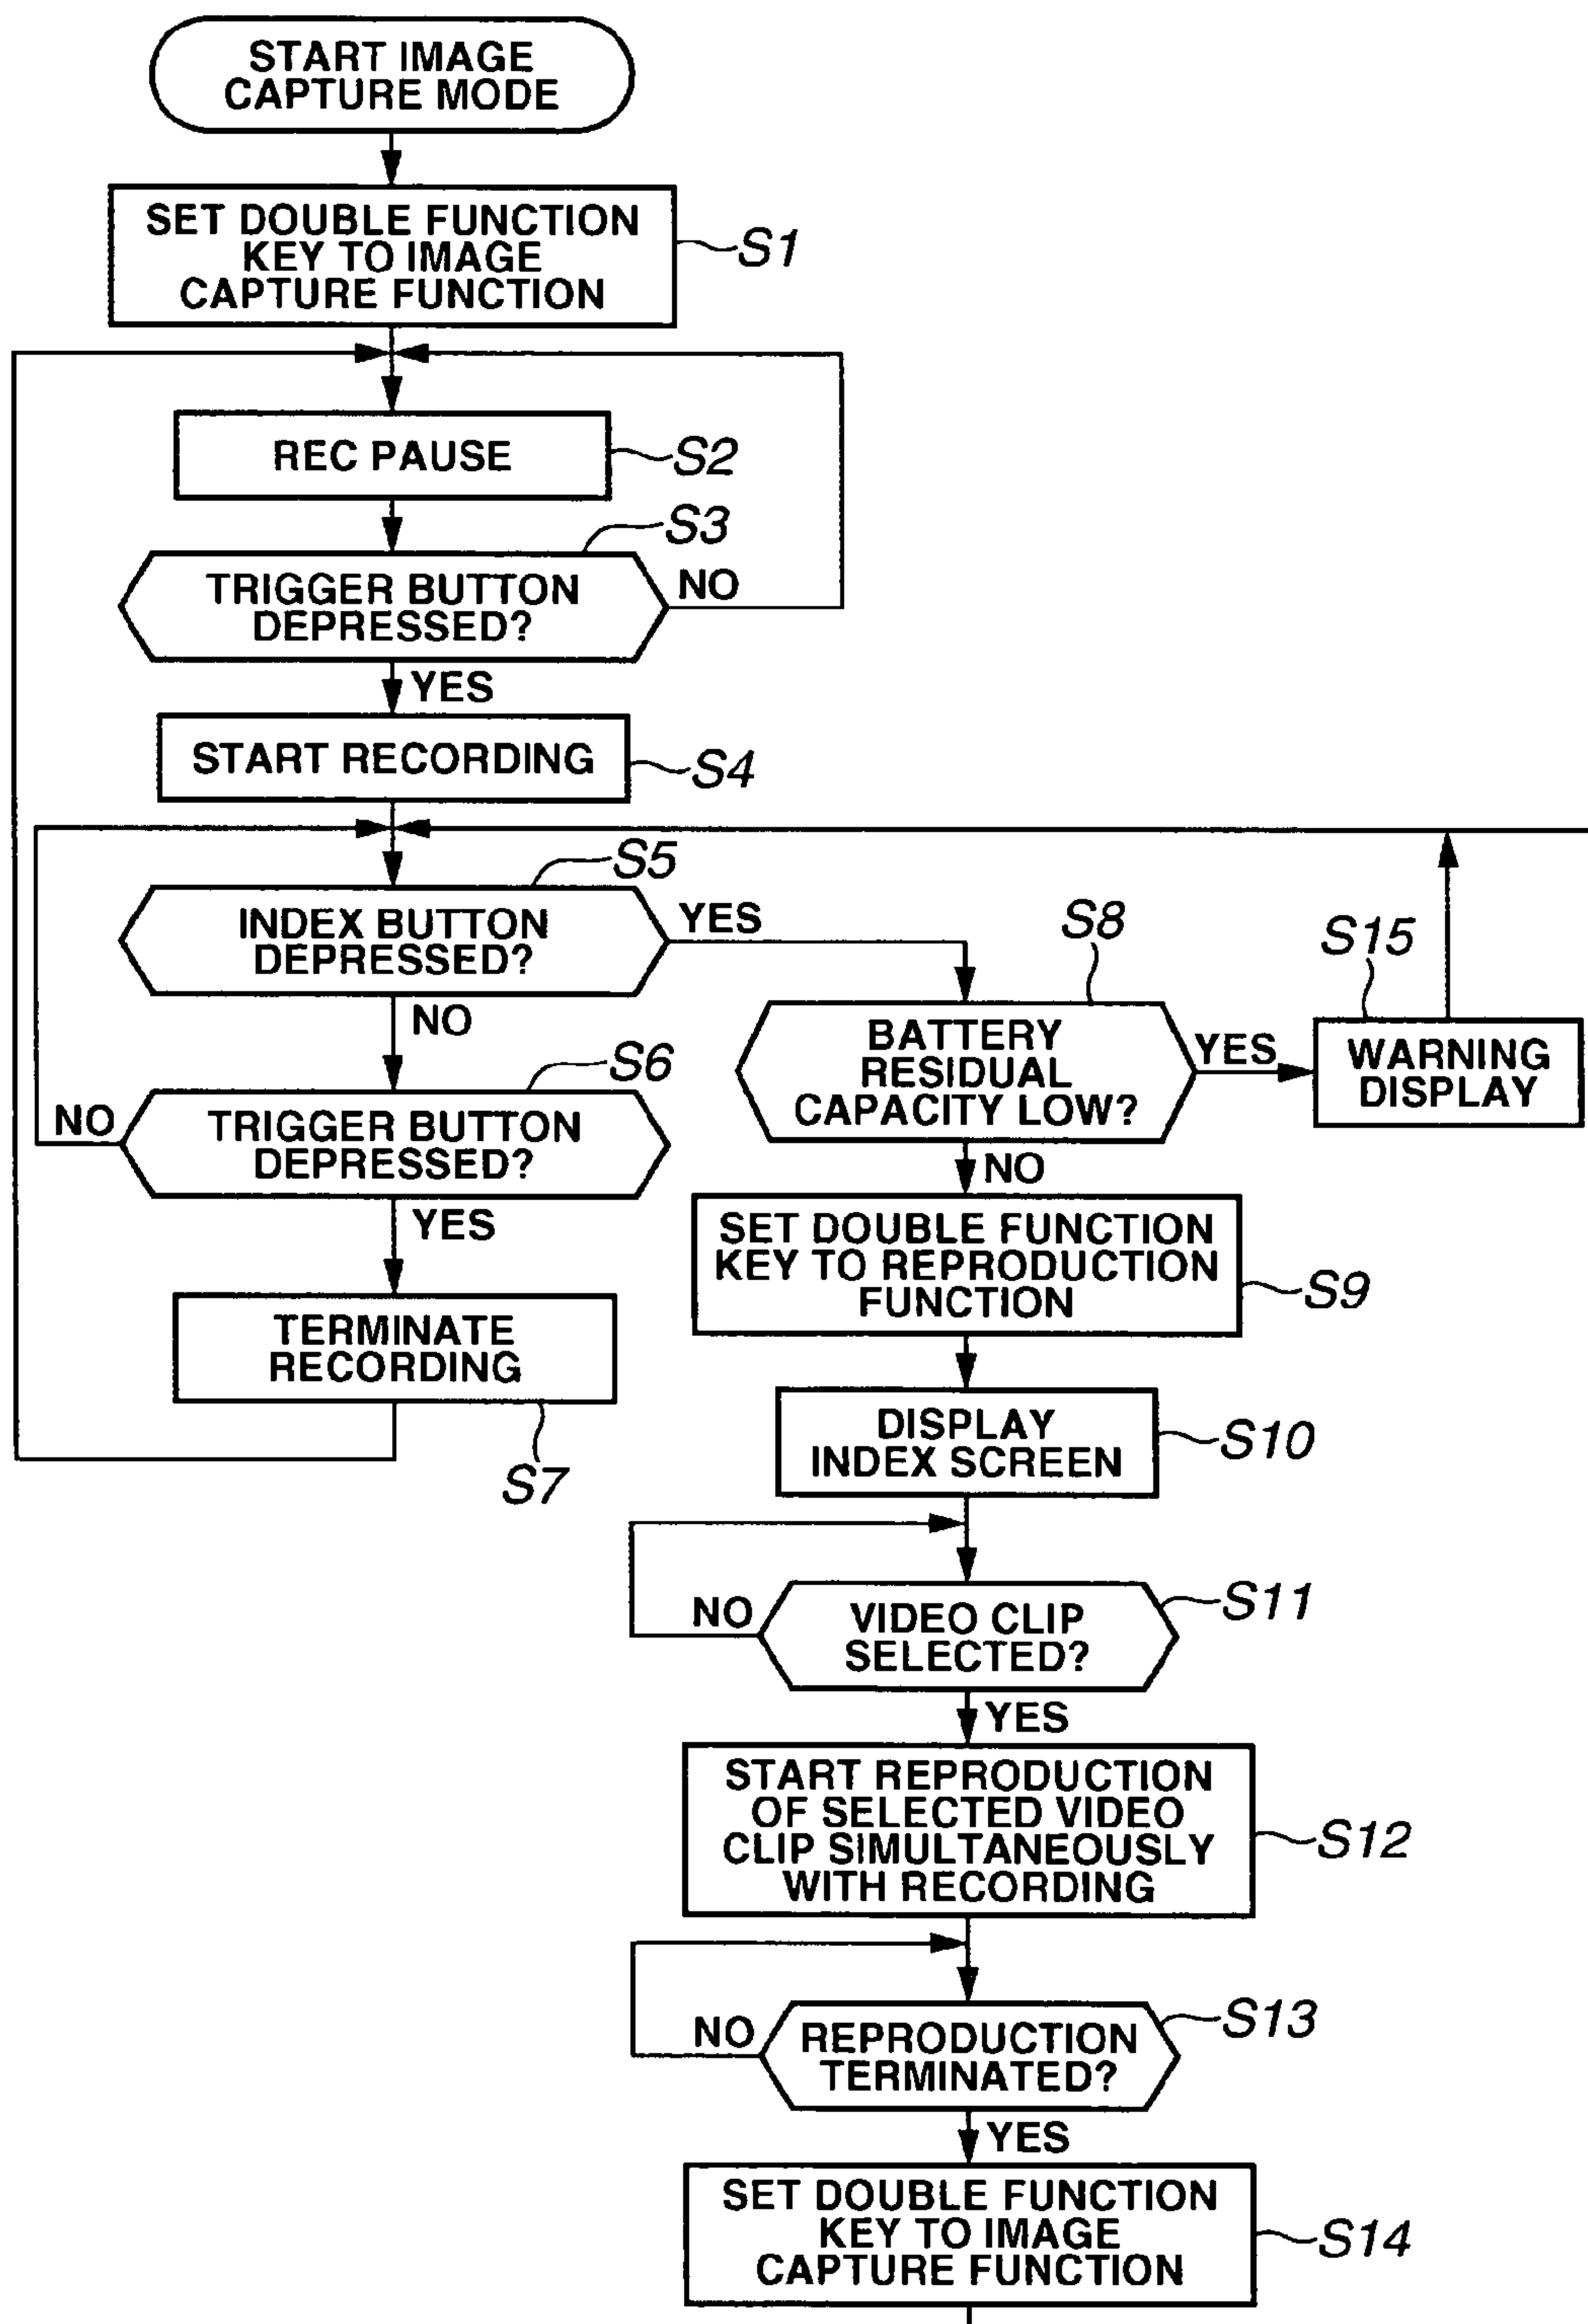 START IMAGE
CAPTURE MODE
SET DOUBLE FUNCTION
KEY TO IMAGE
CAPTURE FUNCTION
S1
REC PAUSE
S2
S3
TRIGGER BUTTON
DEPRESSED?
NO
YES
START RECORDING
S4
S5
INDEX BUTTON
DEPRESSED?
YES
NO
S6
TRIGGER BUTTON
DEPRESSED?
NO
YES
TERMINATE
RECORDING
S7
S8
BATTERY
RESIDUAL
CAPACITY LOW?
YES
S15
WARNING
DISPLAY
NO
SET DOUBLE FUNCTION
KEY TO REPRODUCTION
FUNCTION
S9
DISPLAY
INDEX SCREEN
S10
VIDEO CLIP
SELECTED?
S11
NO
YES
START REPRODUCTION
OF SELECTED VIDEO
CLIP SIMULTANEOUSLY
WITH RECORDING
S12
REPRODUCTION
TERMINATED?
S13
NO
YES
SET DOUBLE FUNCTION
KEY TO IMAGE
CAPTURE FUNCTION
S14